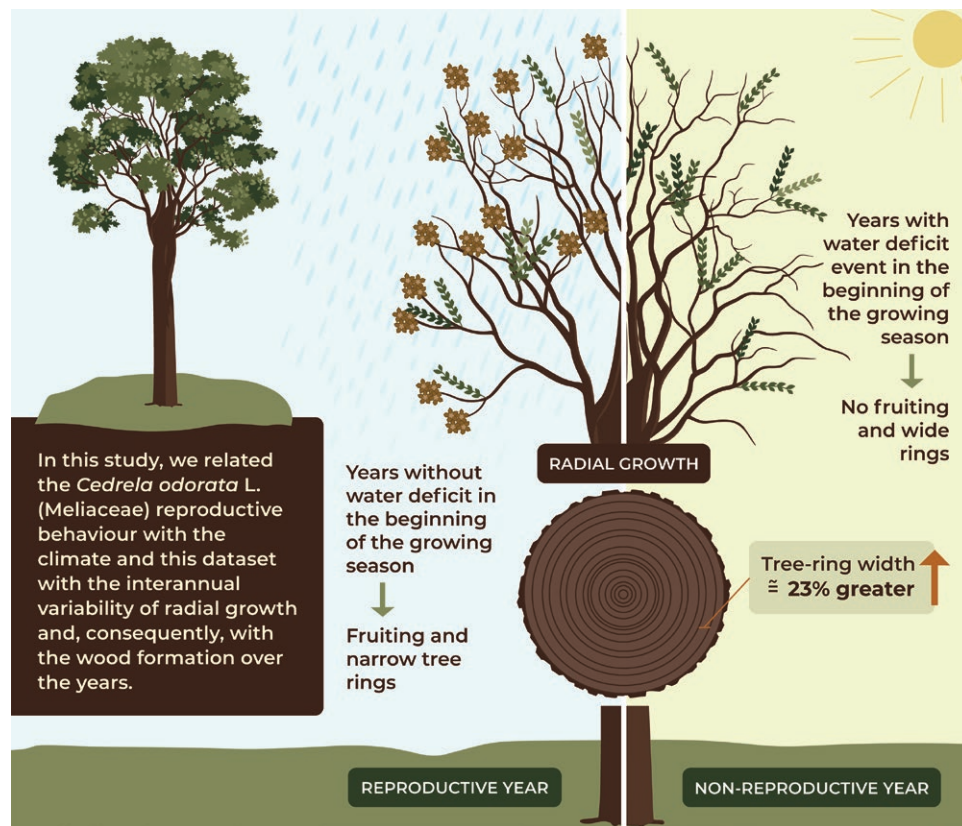 In this study, we related
the Cedrela odorata L.
(Meliaceae) reproductive
behaviour with the
climate and this dataset
with the interannual
variability of radial growth
and, consequently, with
the wood formation over
the years.
Years without
water deficit in
the beginning
of the growing
season
Fruiting and
narrow tree
rings
RADIAL GROWTH
Years with
water deficit
event in the
beginning of
the growing
season
No fruiting
and wide
rings
Tree-ring width
≅ 23% greater
REPRODUCTIVE YEAR
NON-REPRODUCTIVE YEAR